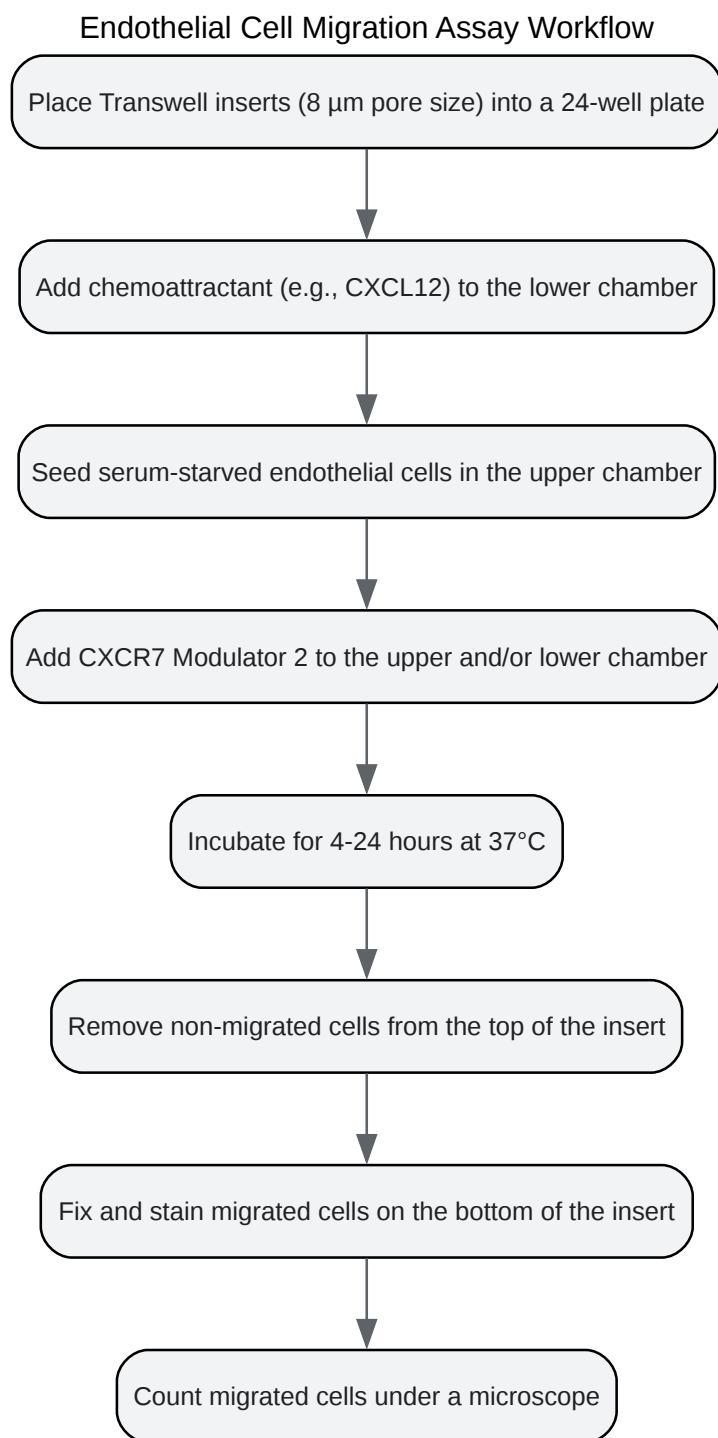 Endothelial Cell Migration Assay Workflow
Place Transwell inserts (8 µm pore size) into a 24-well plate
Add chemoattractant (e.g., CXCL12) to the lower chamber
Seed serum-starved endothelial cells in the upper chamber
Add CXCR7 Modulator 2 to the upper and/or lower chamber
Incubate for 4-24 hours at 37°C
Remove non-migrated cells from the top of the insert
Fix and stain migrated cells on the bottom of the insert
Count migrated cells under a microscope